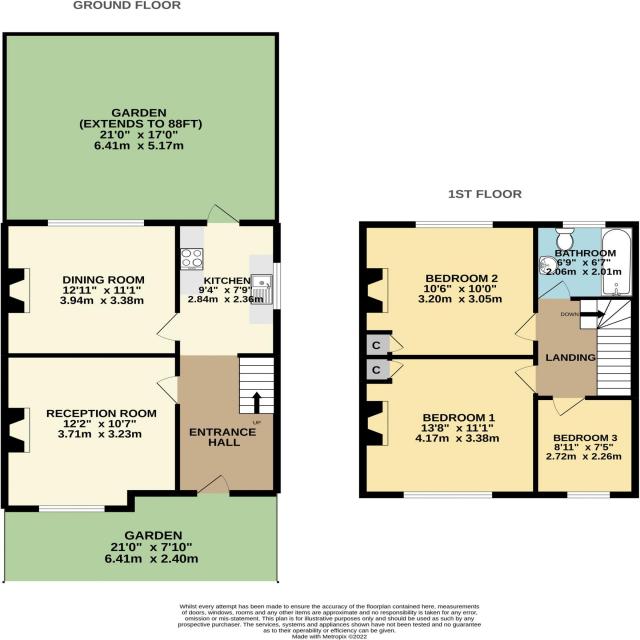 GROUND FLOOR
GARDEN
(EXTENDS TO 88FT)
21'0" x 17'0"
6.41m x 5.17m
DINING ROOM
12'11" x 11'1"
3.94m x 3.38m
KITCHEN
9'4" x 7'9"
2.84m x 2.36m
RECEPTION ROOM
12'2" x 10'7"
3.71m x 3.23m
UP
ENTRANCE
HALL
GARDEN
21'0" x 7'10"
6.41m x 2.40m
1ST FLOOR
BATHROOM
6'9" x 6'7"
2.06m x 2.01m
BEDROOM 2
10'6" x 10'0"
3.20m x 3.05m
DOWN
C
LANDING
C
BEDROOM 1
13'8" x 11'1"
4.17m x 3.38m
BEDROOM 3
8'11" x 7'5"
2.72m x 2.26m
Whilst every attempt has been made to ensure the accuracy of the floorplan contained here, measurements
of doors, windows, rooms and any other items are approximate and no responsibility is taken for any error,
omission or mis-statement. This plan is for illustrative purposes only and should be used as such by any
prospective purchaser. The services, systems and appliances shown have not been tested and no guarantee
as to their operability or efficiency can be given.
Made with Metropix ©2022